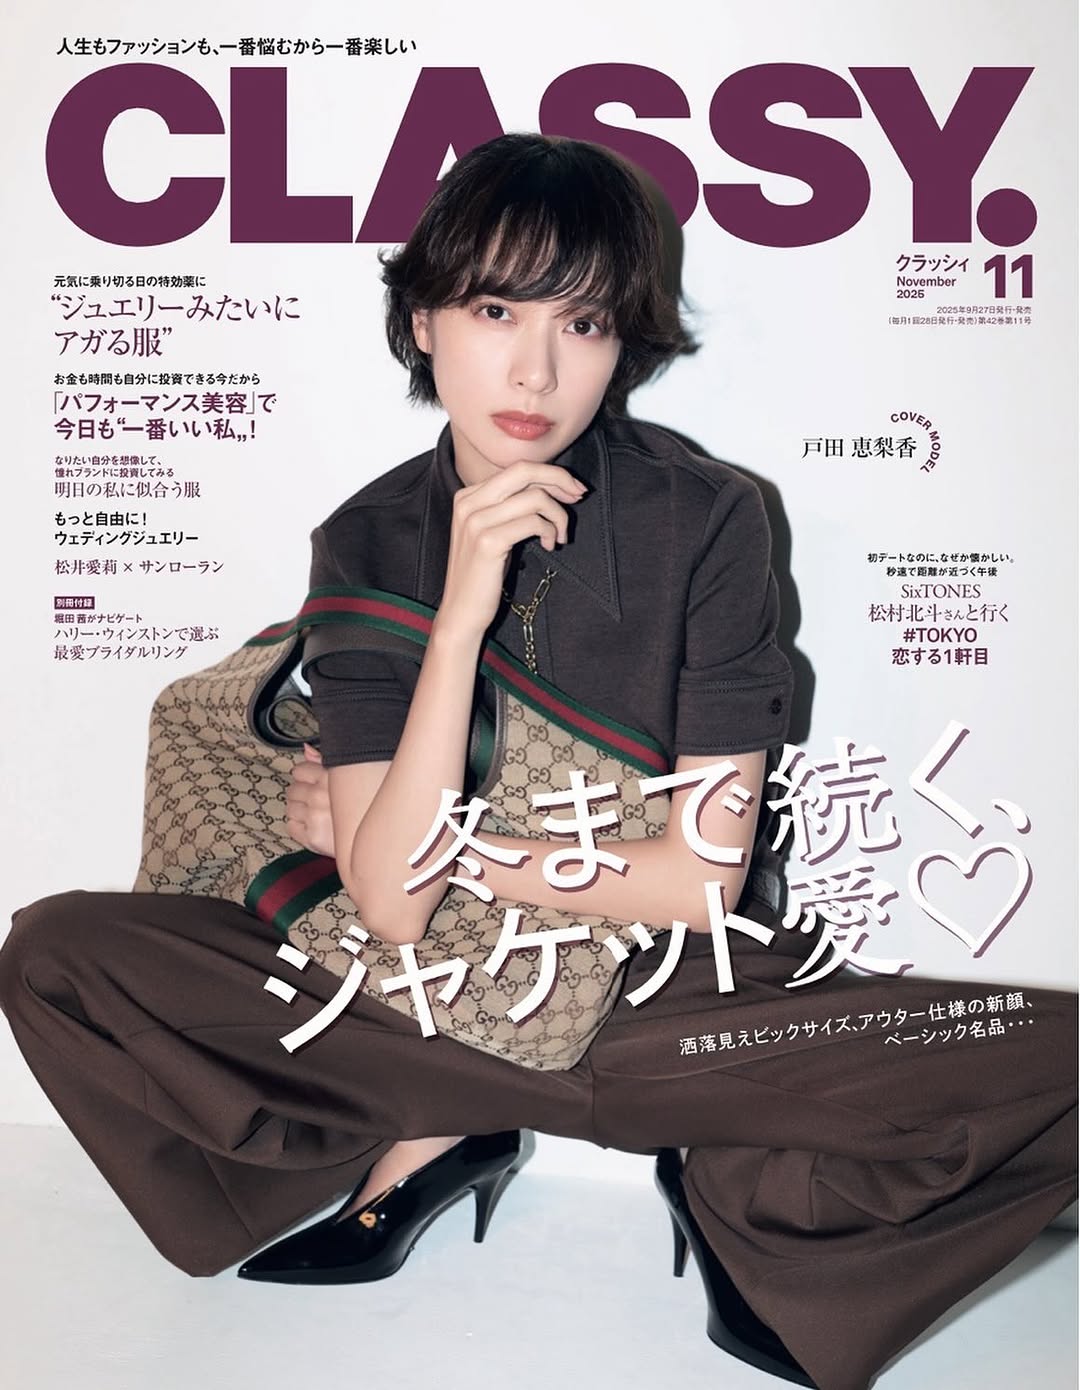 人生もファッションも、一番悩むから一番楽しい
CLASSY.
クラッシィ
November
2025
11
2025年9月27日発行・発売
(毎月1回28日発行・発売)第42巻第11号
元気に乗り切る日の特効薬に
“ジュエリーみたいに
アガる服”
お金も時間も自分に投資できる今だから
「パフォーマンス美容」で
今日も“一番いい私„！
なりたい自分を想像して、
憧れブランドに投資してみる
明日の私に似合う服
もっと自由に！
ウェディングジュエリー
松井愛莉 × サンローラン
別冊付録
堀田 茜がナビゲート
ハリー・ウィンストンで選ぶ
最愛ブライダルリング
COVER MODEL
戸田 恵梨香
初デートなのに、なぜか懐かしい。
秒速で距離が近づく午後
SixTONES
松村北斗さんと行く
#TOKYO
恋する1軒目
冬まで続く、
ジャケット愛♡
洒落見えビックサイズ、アウター仕様の新顔、
ベーシック名品・・・